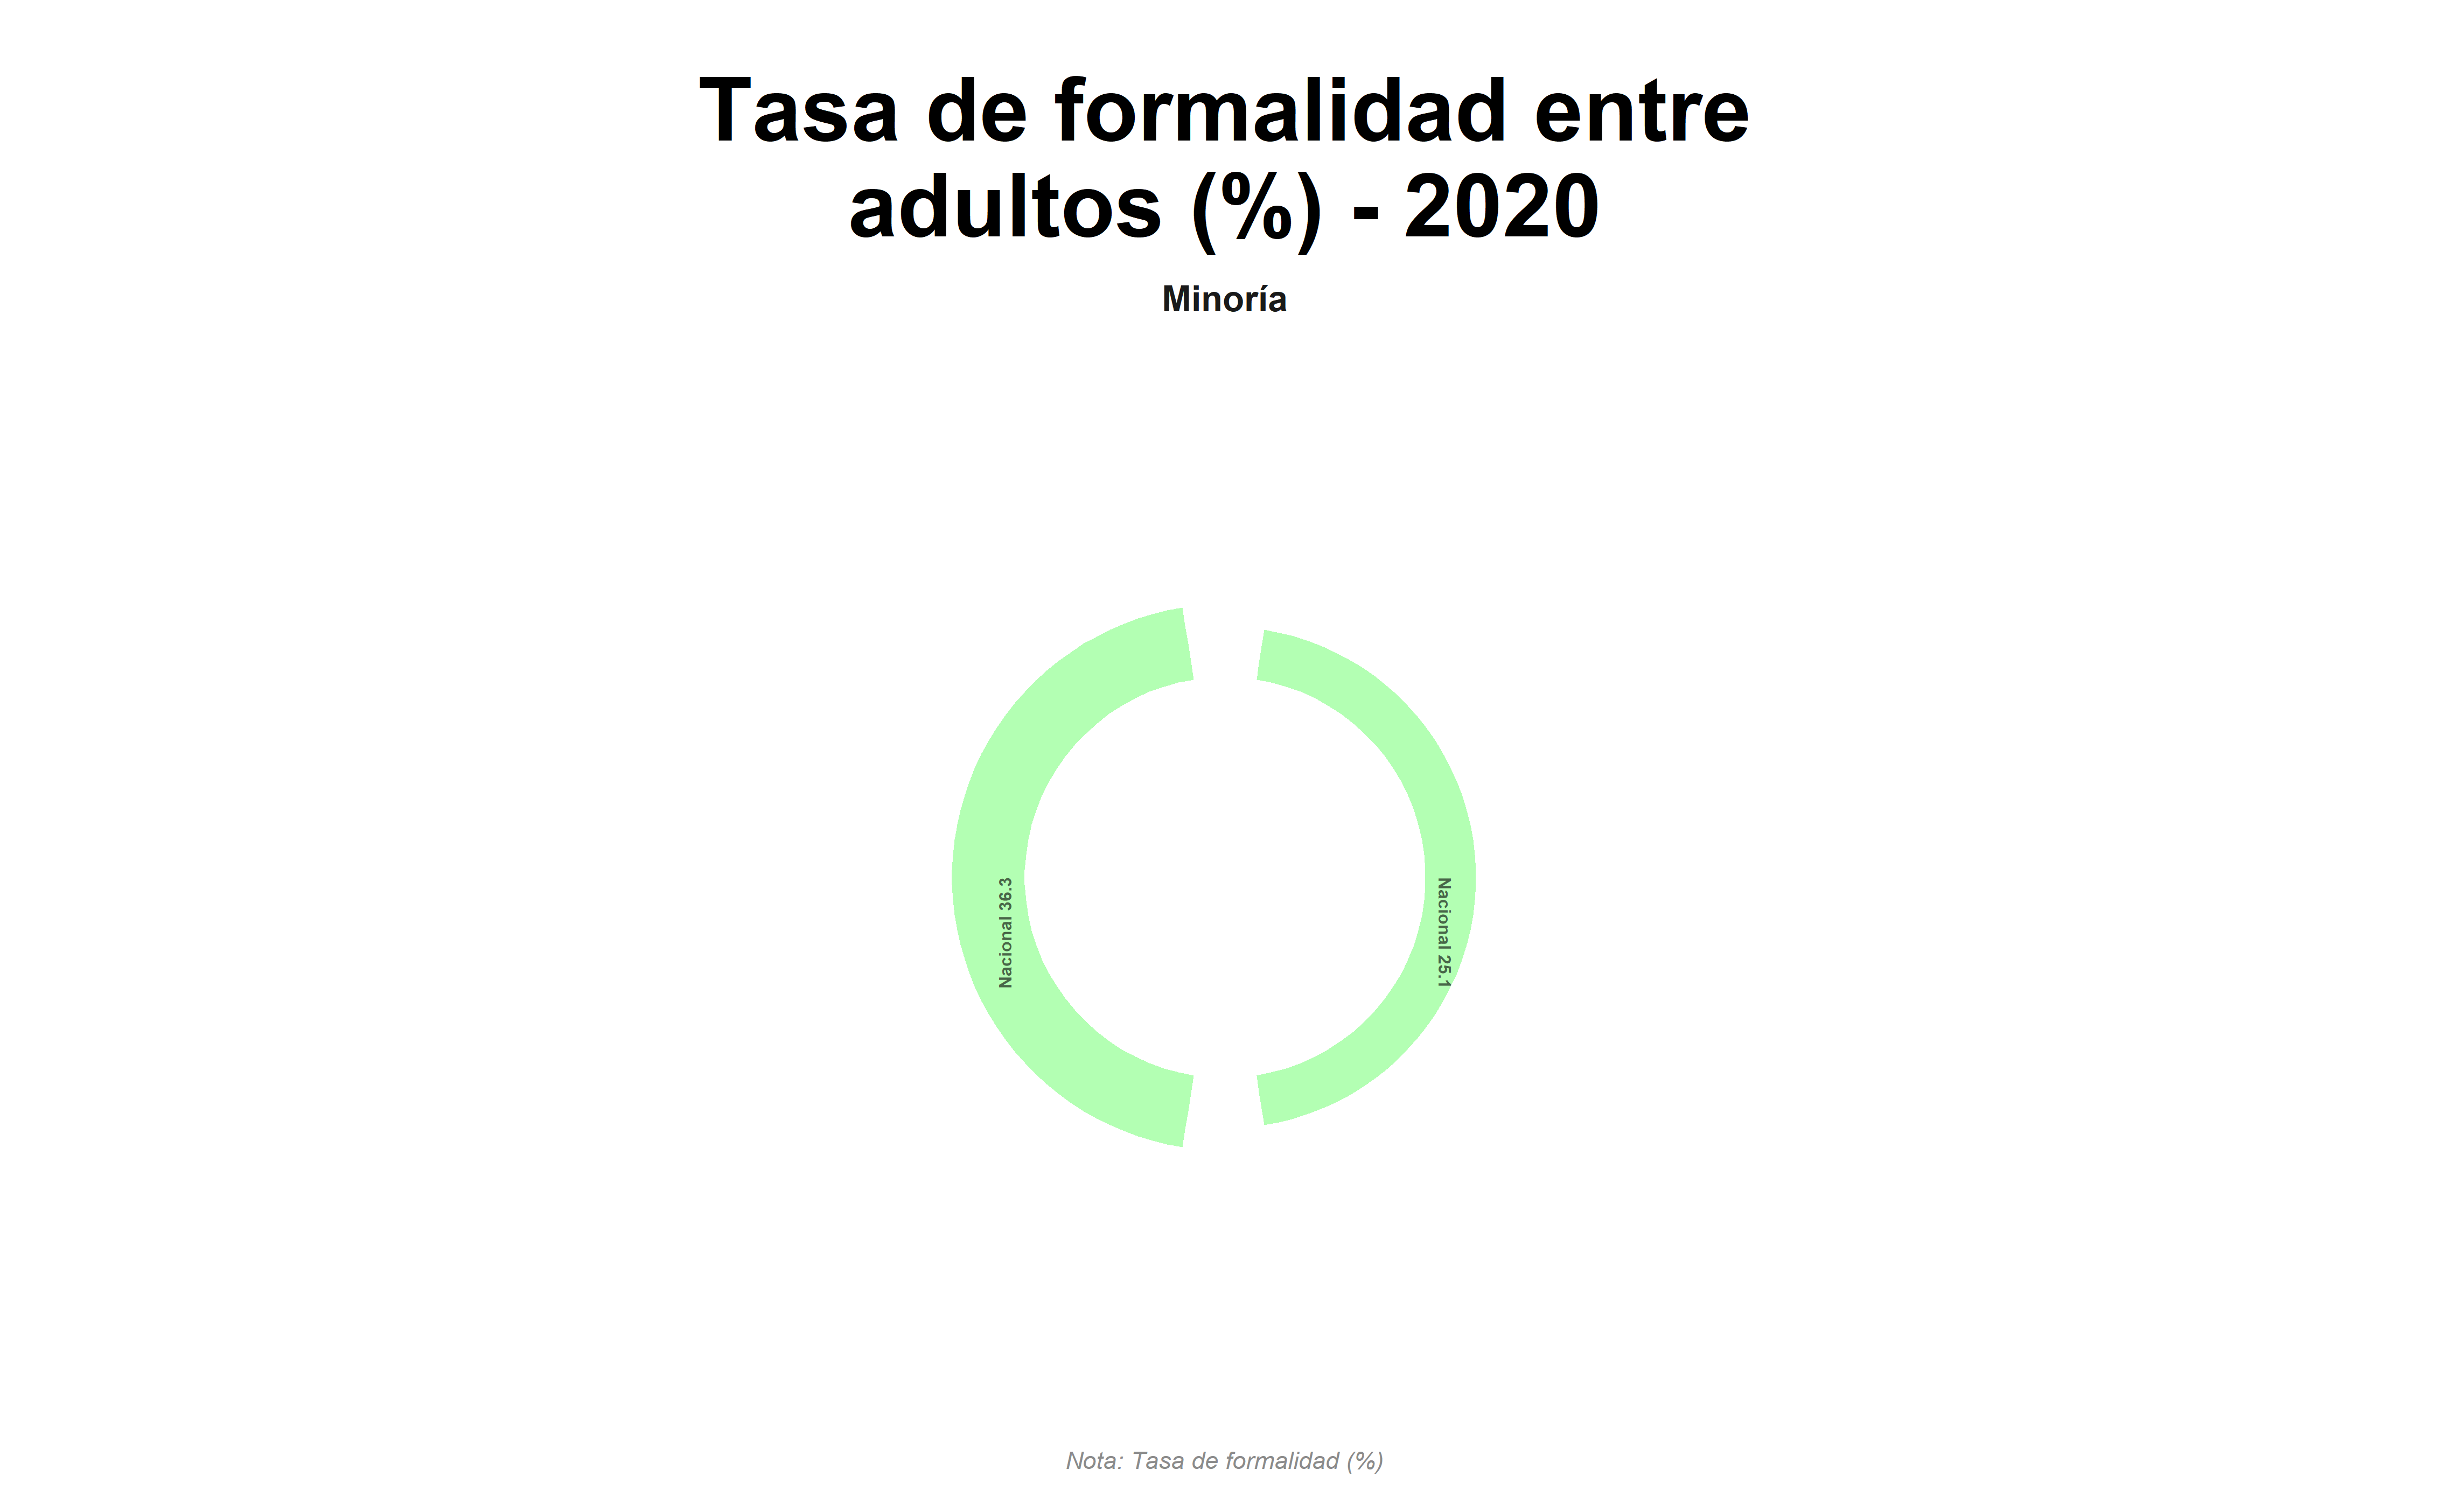 Tasa de formalidad entre
adultos (%) - 2020
Minoría
Nacional 36.3
Nacional 25.1
Nota: Tasa de formalidad (%)